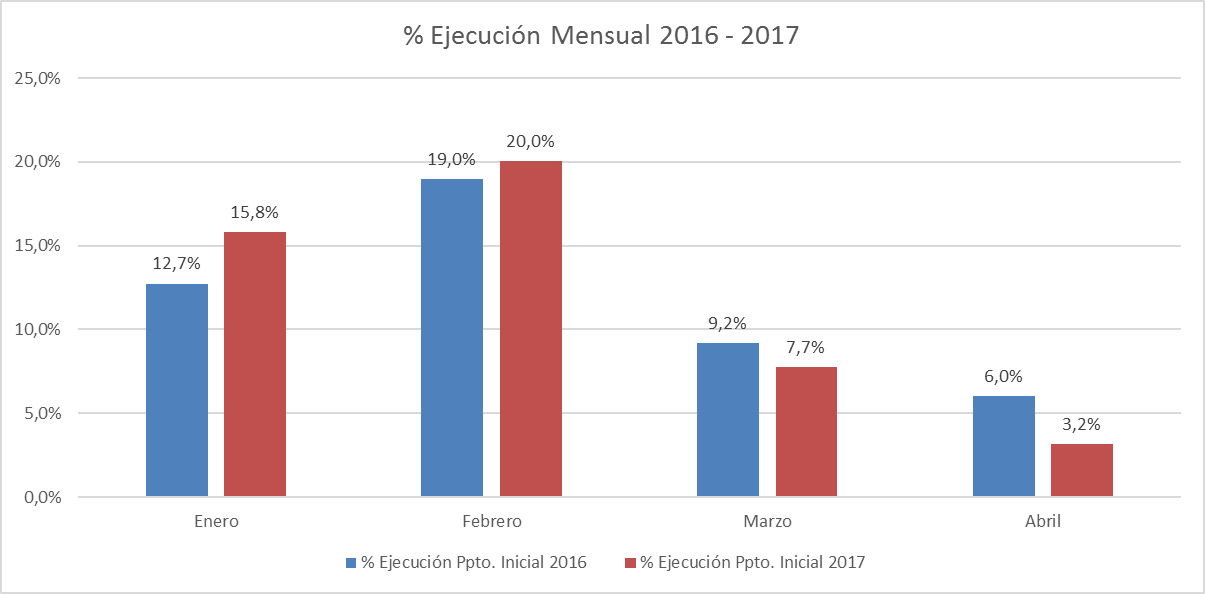 % Ejecución Mensual 2016 - 2017
25,0%
20,0%
15,0%
10,0%
5,0%
0,0%
12,7%
15,8%
19,0%
20,0%
9,2%
7,7%
6,0%
3,2%
Enero
Febrero
Marzo
Abril
% Ejecución Ppto. Inicial 2016
% Ejecución Ppto. Inicial 2017